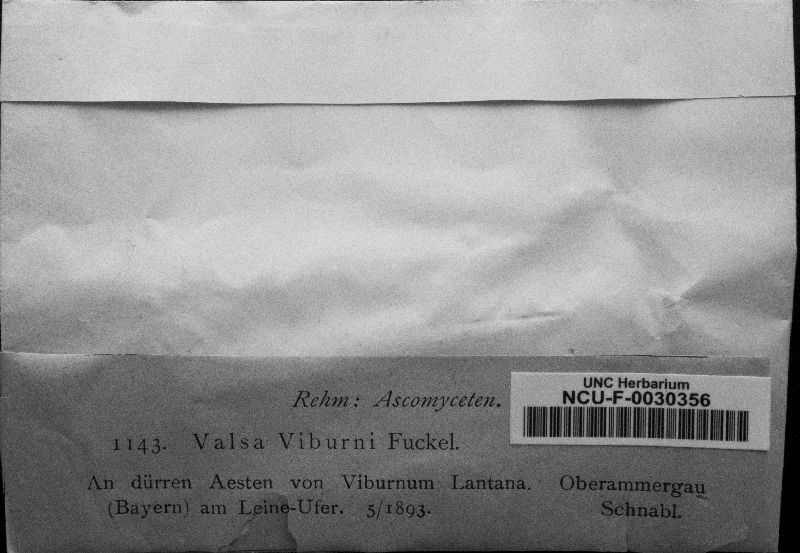 Rehm: Ascomyceten.
UNC Herbarium
NCU-F-0030356
1143. Valsa Viburni Fuckel.
An dürren Aesten von Viburnum Lantana. Oberammergau
(Bayern) am Leine-Ufer. 5/1893. Schnabl.